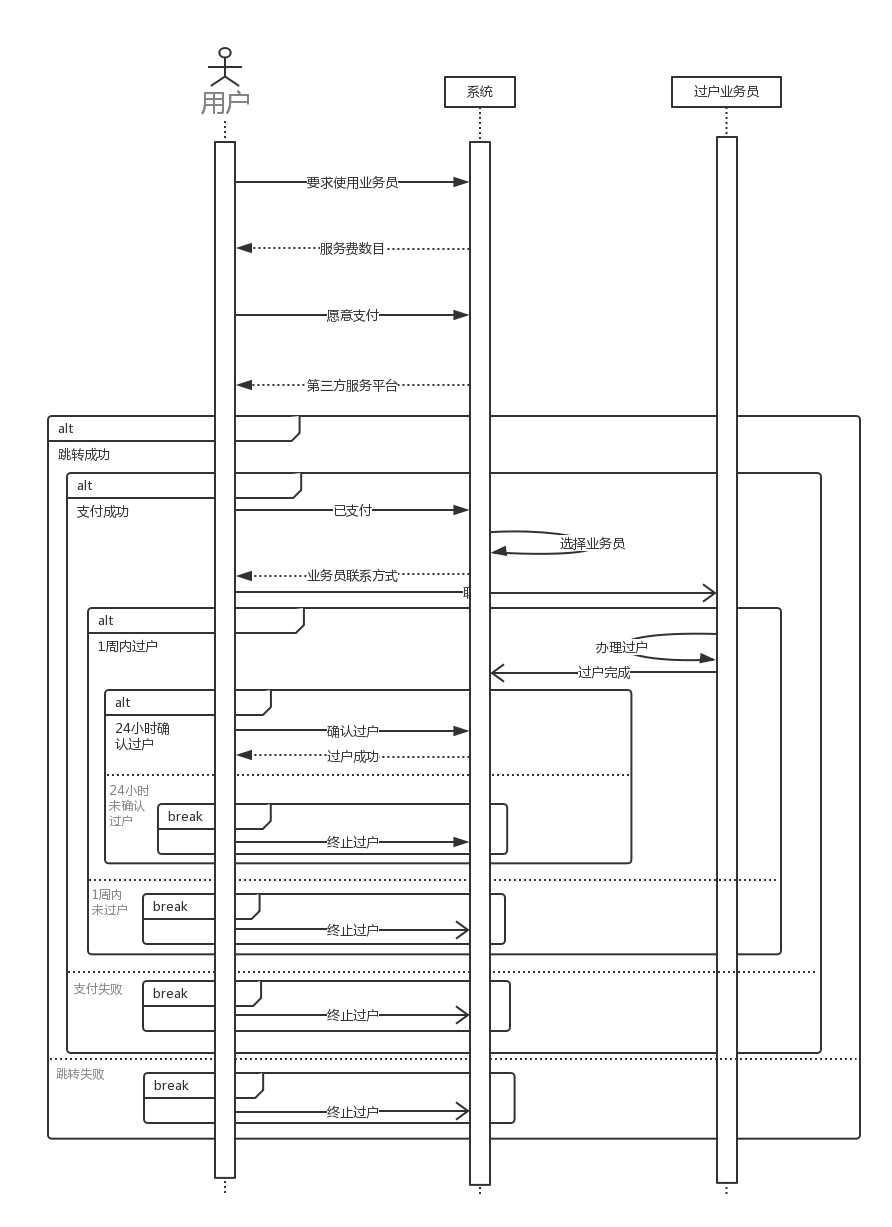 用户
系统
过户业务员
要求使用业务员
服务费数目
愿意支付
第三方服务平台
alt
跳转成功
alt
支付成功
已支付
选择业务员
业务员联系方式
alt
1周内过户
办理过户
过户完成
alt
24小时确
认过户
确认过户
过户成功
24小时
未确认
过户
break
终止过户
1周内
未过户
break
终止过户
支付失败
break
终止过户
跳转失败
break
终止过户